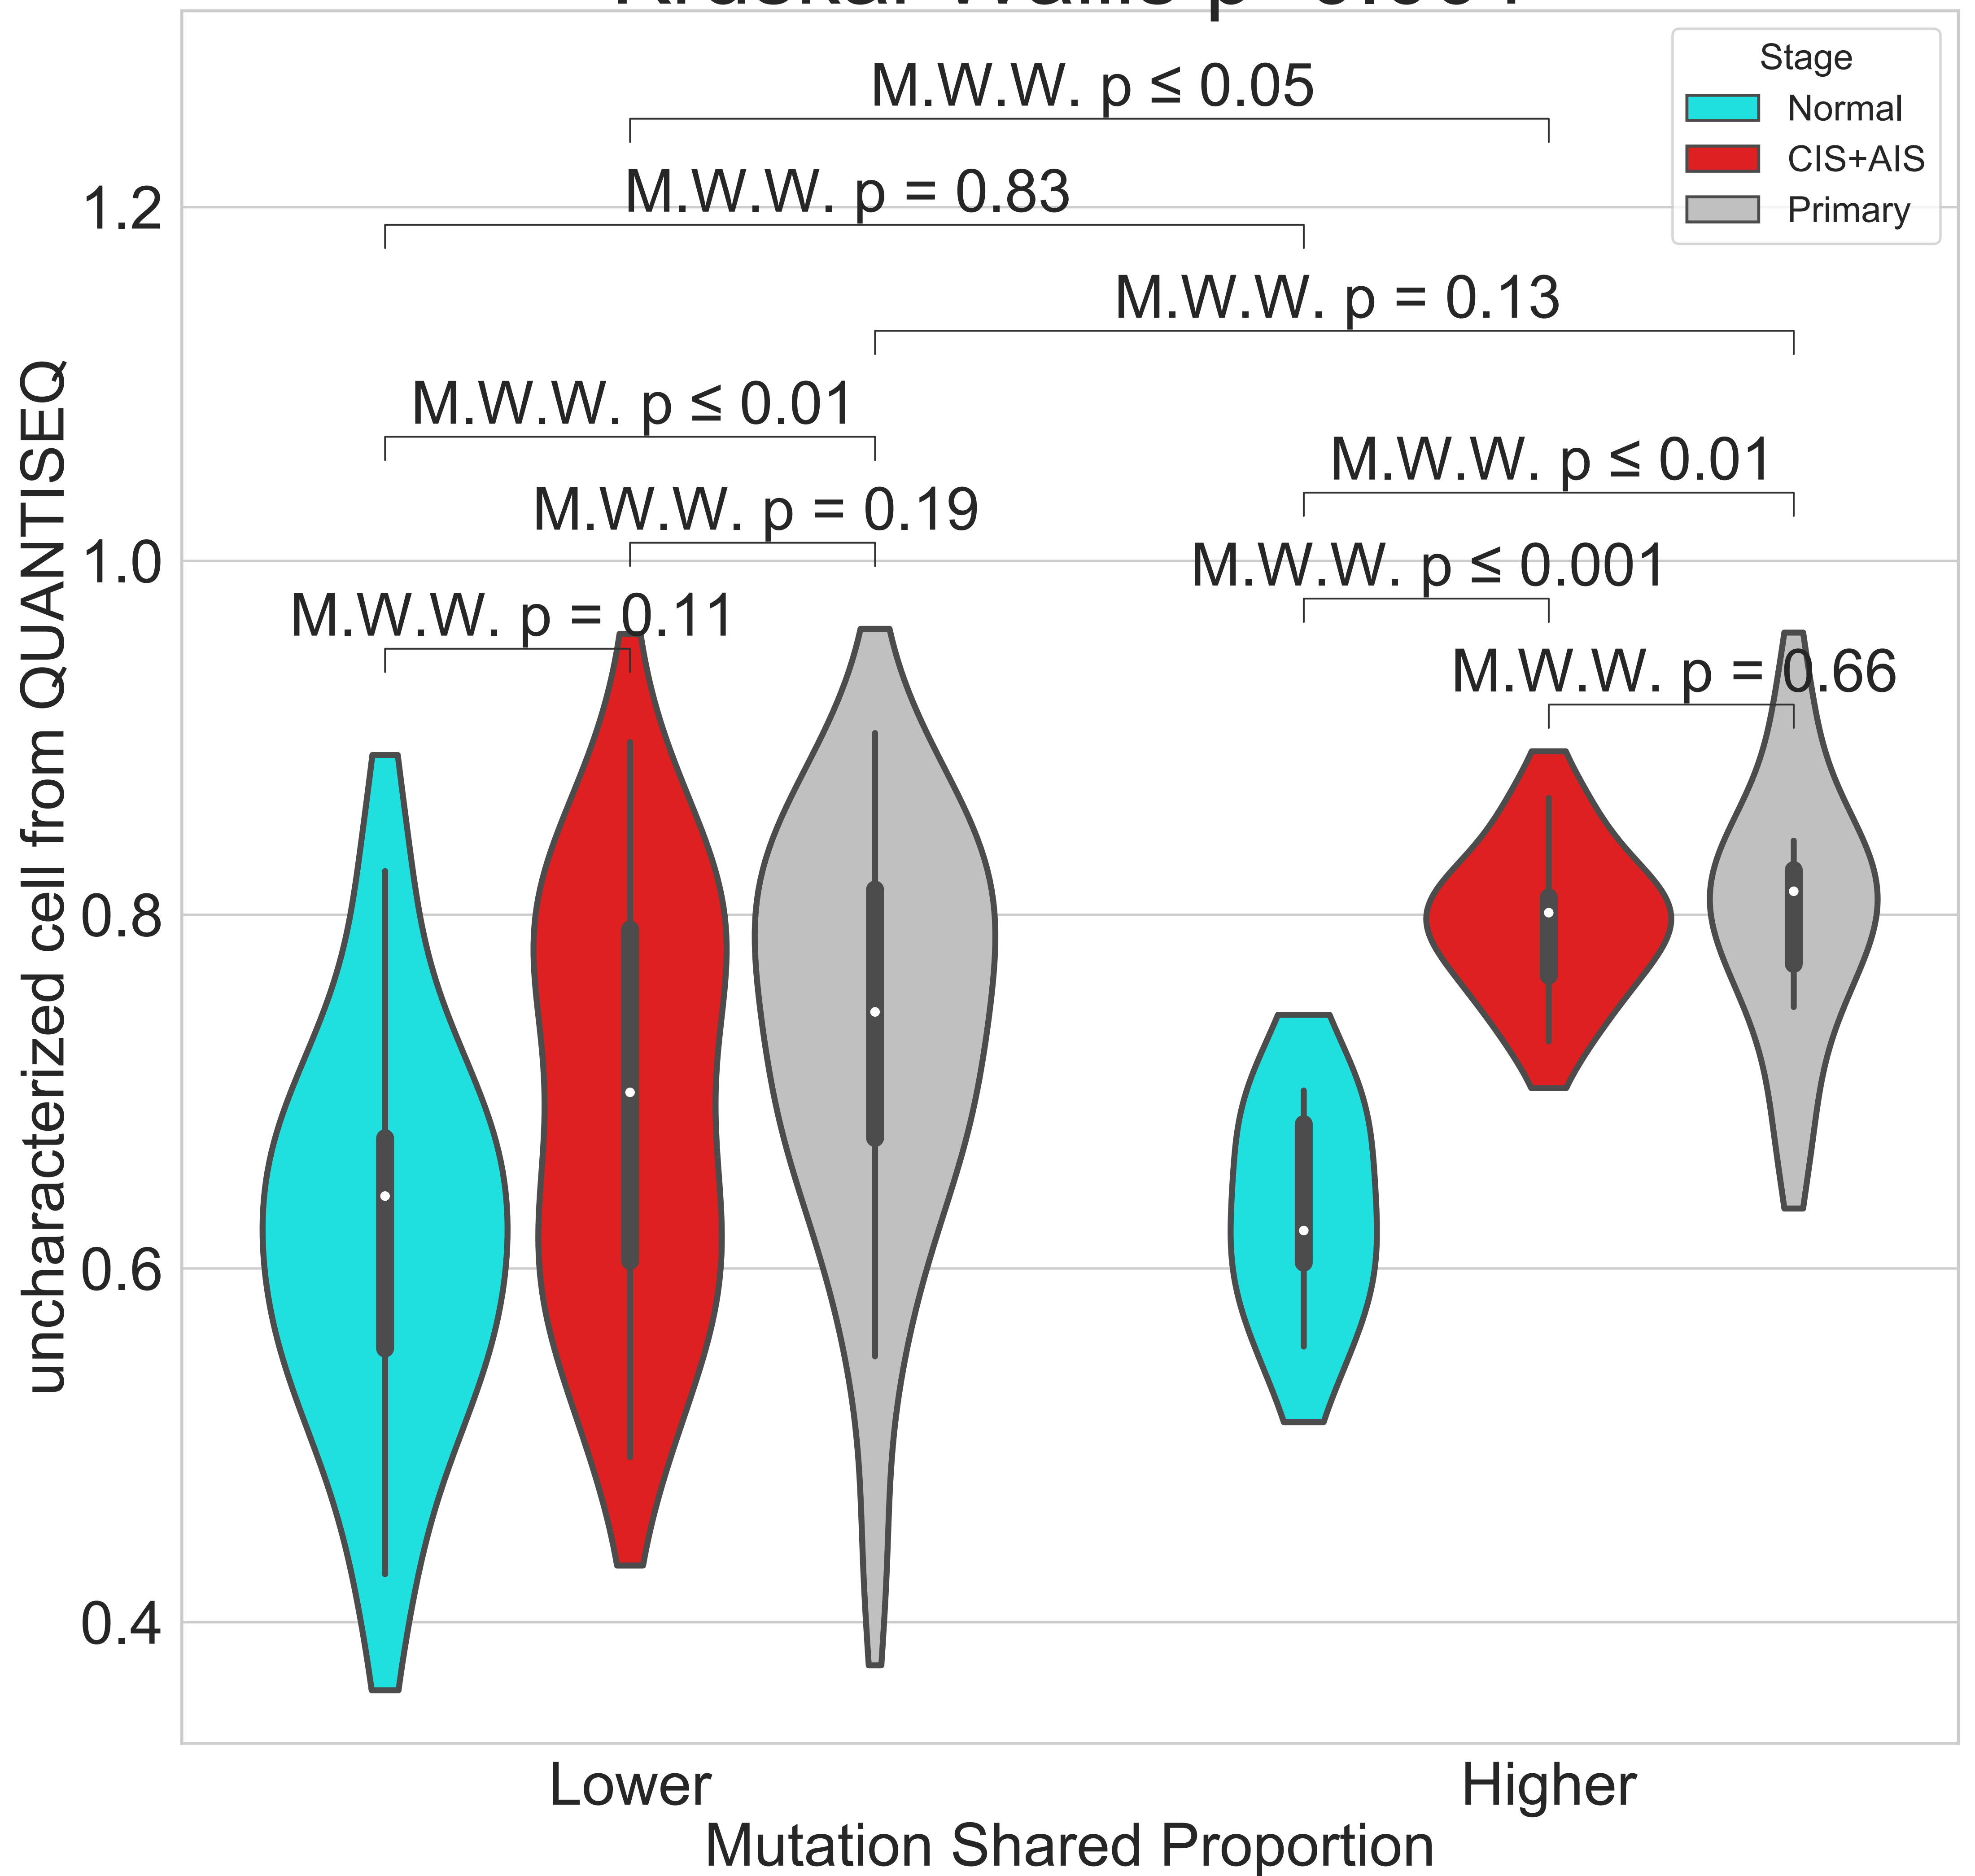 Stage
Normal
CIS+AIS
Primary
M.W.W. p ≤ 0.05
M.W.W. p = 0.83
M.W.W. p = 0.13
M.W.W. p ≤ 0.01
M.W.W. p ≤ 0.01
M.W.W. p = 0.19
M.W.W. p ≤ 0.001
M.W.W. p = 0.11
M.W.W. p = 0.66
uncharacterized cell from QUANTISEQ
1.2
1.0
0.8
0.6
0.4
Lower
Higher
Mutation Shared Proportion